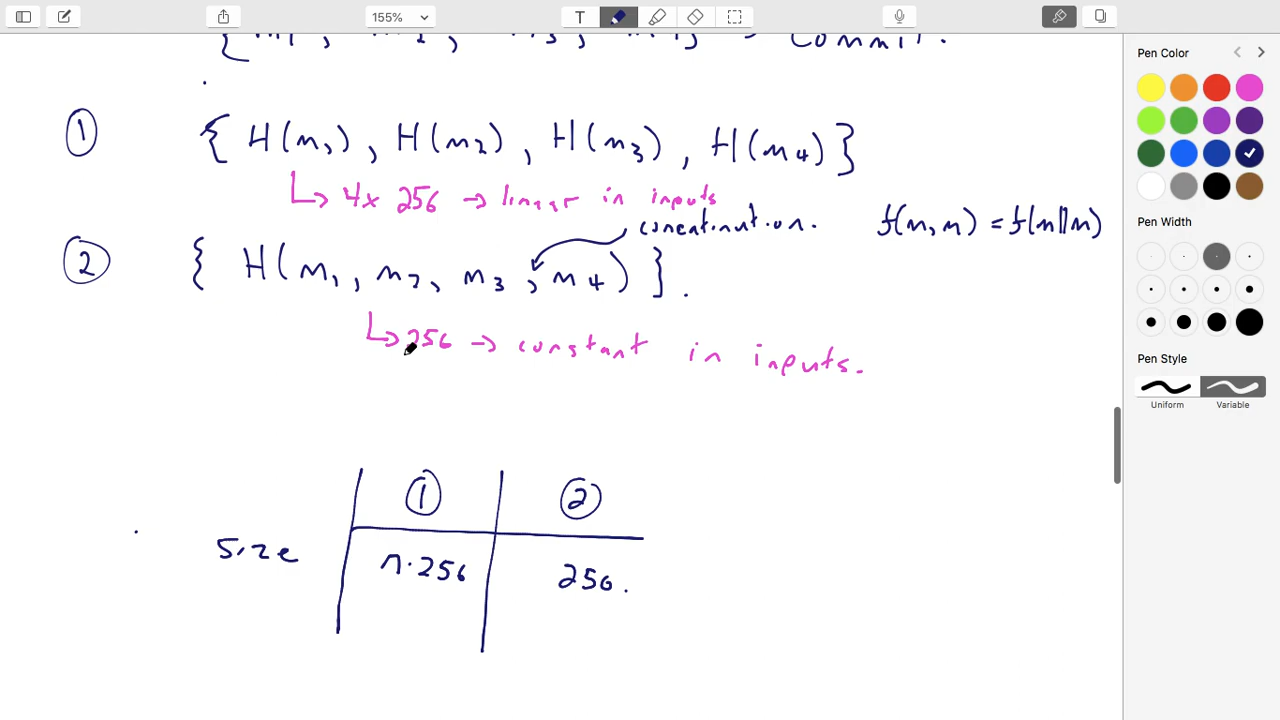 155%
T
Pen Color
Commit.
① { H(m₁), H(m₂), H(m₃), H(m₄) }
↳ 4x 256 → linear in inputs
concatination. f(m,m) = f(m||m)
② { H(m₁, m₂, m₃, m₄) }.
↳ 256 → constant in inputs.
① ②
Size n·256 256.
Pen Width
Pen Style
Uniform Variable